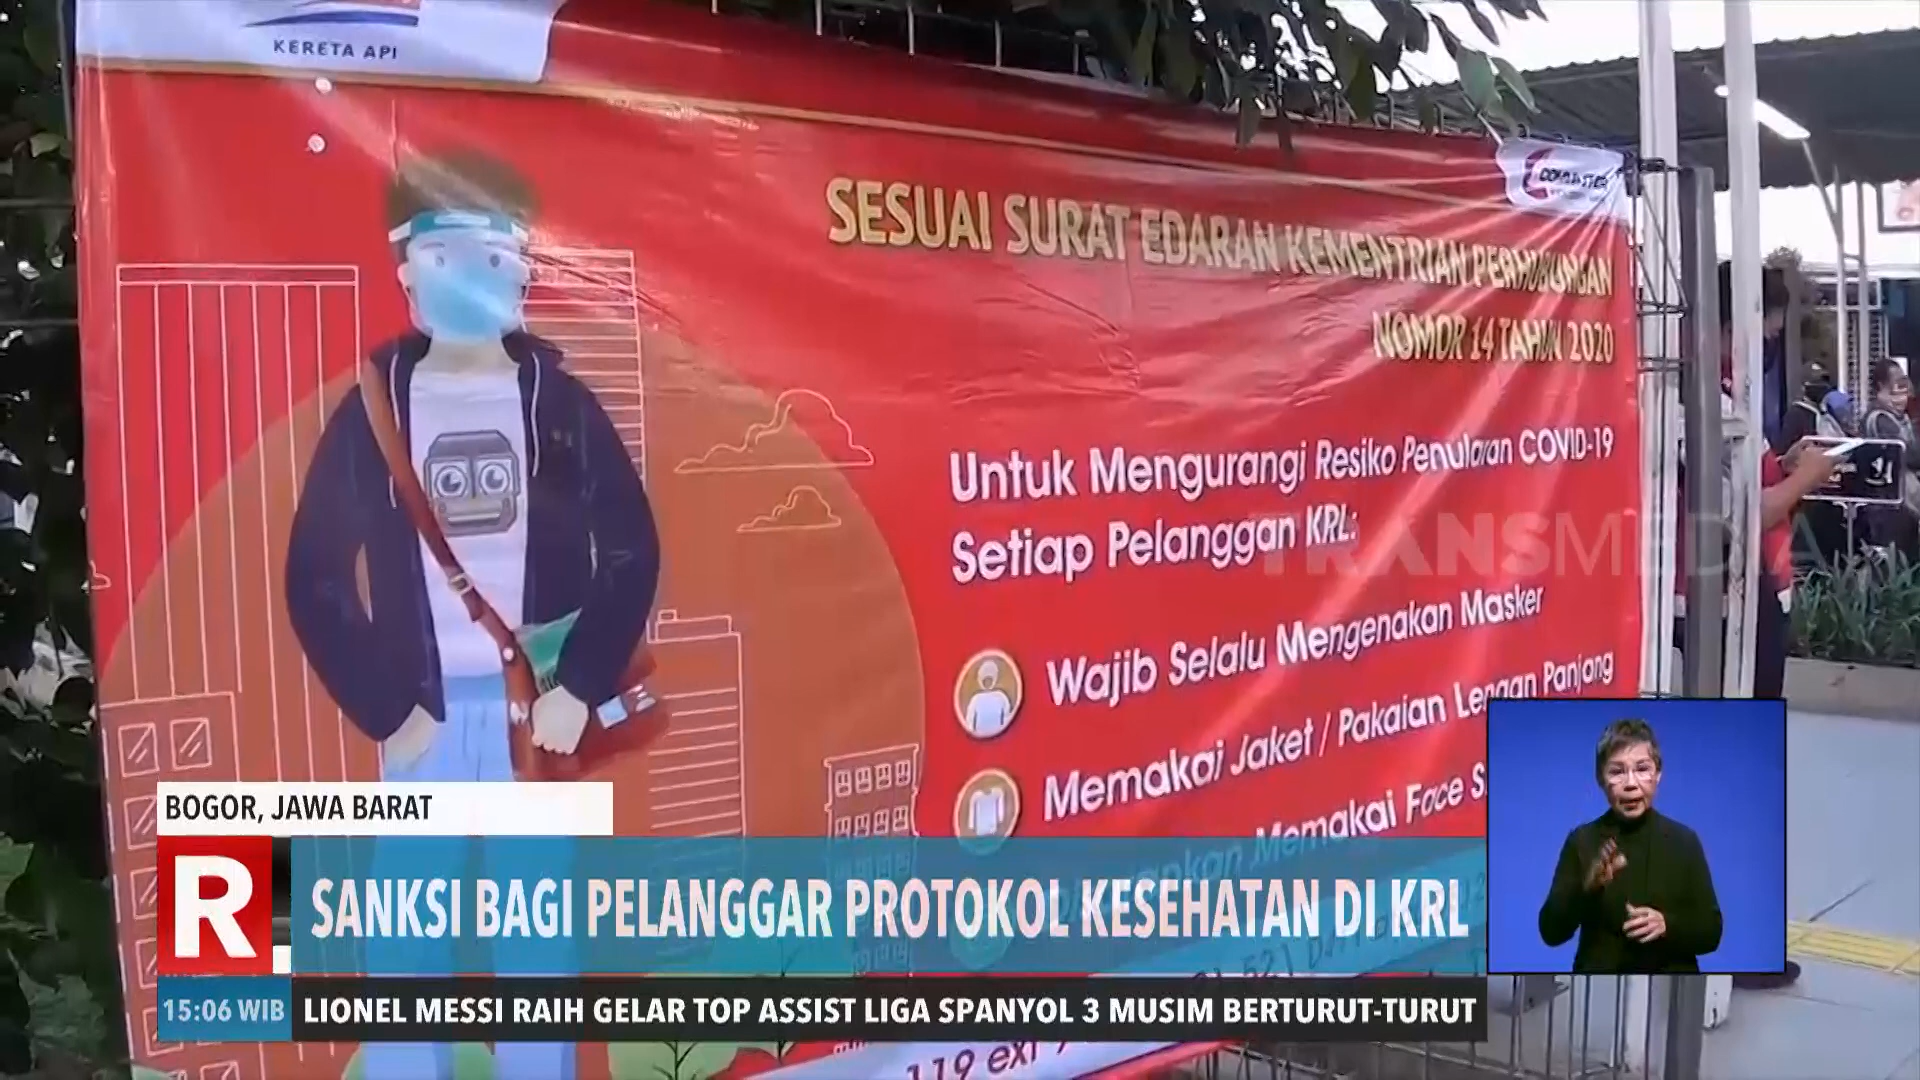 KERETA API
SESUAI SURAT EDARAN KEMENTRIAN PERHUBUNGAN
NOMOR 14 TAHUN 2020
Untuk Mengurangi Resiko Penularan COVID-19
Setiap Pelanggan KRL:
TRANSMEDIA
Wajib Selalu Mengenakan Masker
Memakai Jaket / Pakaian Lengan Panjang
Memakai Face
BOGOR, JAWA BARAT
R.
SANKSI BAGI PELANGGAR PROTOKOL KESEHATAN DI KRL
15:06 WIB
LIONEL MESSI RAIH GELAR TOP ASSIST LIGA SPANYOL 3 MUSIM BERTURUT-TURUT
119